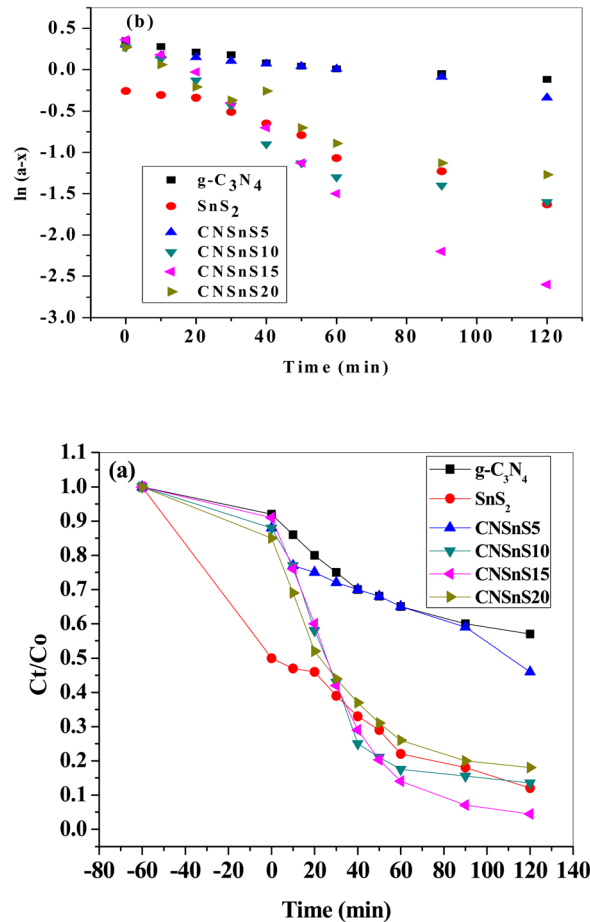 (b)
ln (a-x)
0.5
0.0
-0.5
-1.0
-1.5
-2.0
-2.5
-3.0
g-C3N4
SnS2
CNSnS5
CNSnS10
CNSnS15
CNSnS20
0 20 40 60 80 100 120
Time (min)
(a)
Ct/Co
1.1
1.0
0.9
0.8
0.7
0.6
0.5
0.4
0.3
0.2
0.1
0.0
g-C3N4
SnS2
CNSnS5
CNSnS10
CNSnS15
CNSnS20
-80 -60 -40 -20 0 20 40 60 80 100 120 140
Time (min)